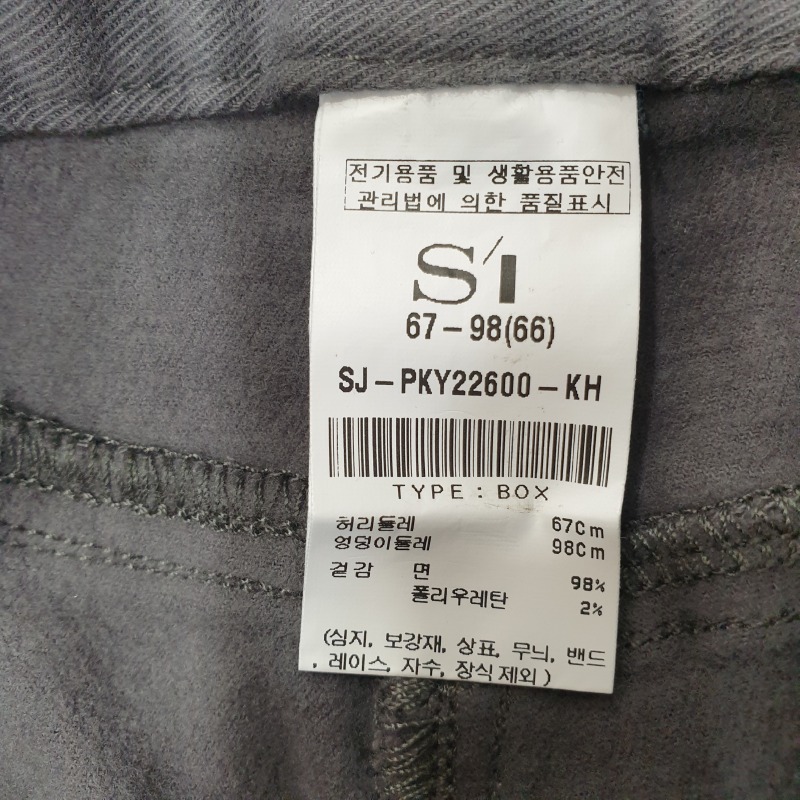 전기용품 및 생활용품안전
관리법에 의한 품질표시
S'I
67-98(66)
SJ-PKY22600-KH
TYPE : BOX
허리둘레 67Cm
엉덩이둘레 98Cm
겉감 면 98%
폴리우레탄 2%
(심지, 보강재, 상표, 무늬, 밴드
, 레이스, 자수, 장식 제외)